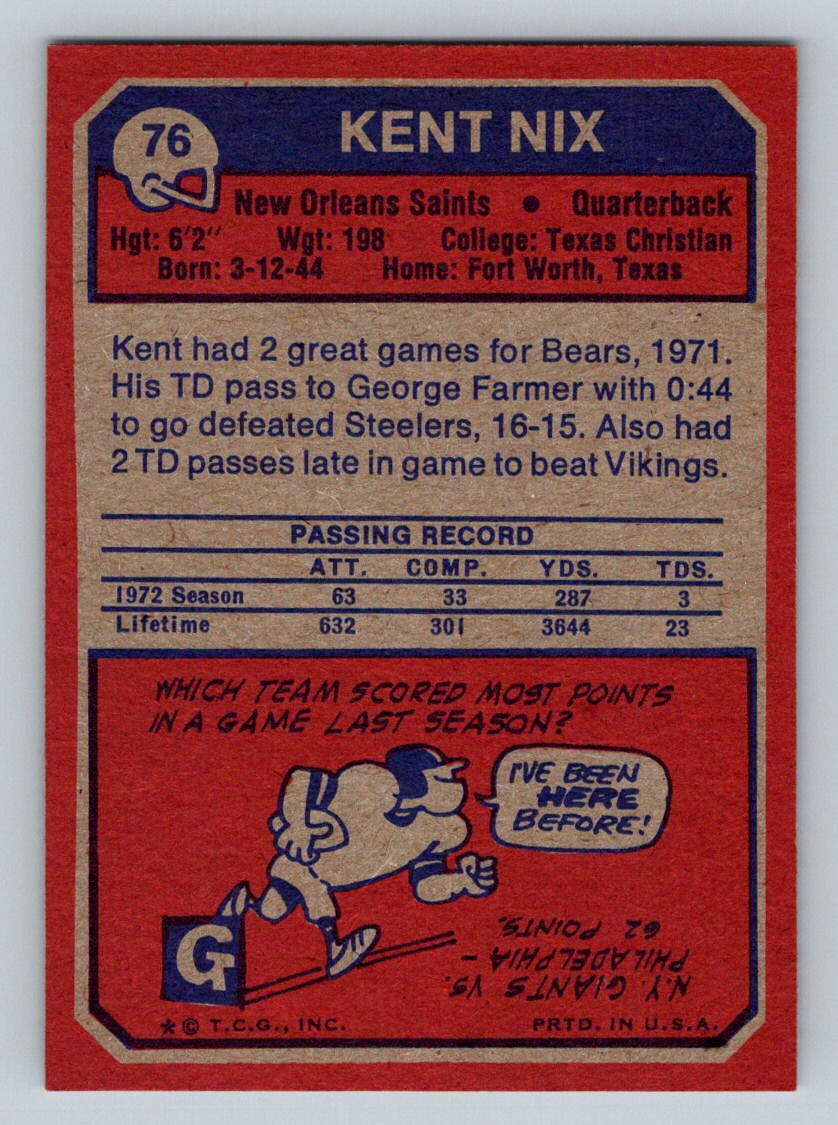 76
KENT NIX
New Orleans Saints • Quarterback
Hgt: 6'2" Wgt: 198 College: Texas Christian
Born: 3-12-44 Home: Fort Worth, Texas
Kent had 2 great games for Bears, 1971.
His TD pass to George Farmer with 0:44
to go defeated Steelers, 16-15. Also had
2 TD passes late in game to beat Vikings.
PASSING RECORD
ATT. COMP. YDS. TDS.
1972 Season 63 33 287 3
Lifetime 632 301 3644 23
WHICH TEAM SCORED MOST POINTS
IN A GAME LAST SEASON?
I'VE BEEN
HERE
BEFORE!
G
N.Y. GIANTS VS.
PHILADELPHIA -
62 POINTS.
* © T.C.G., INC. PRTD. IN U.S.A.